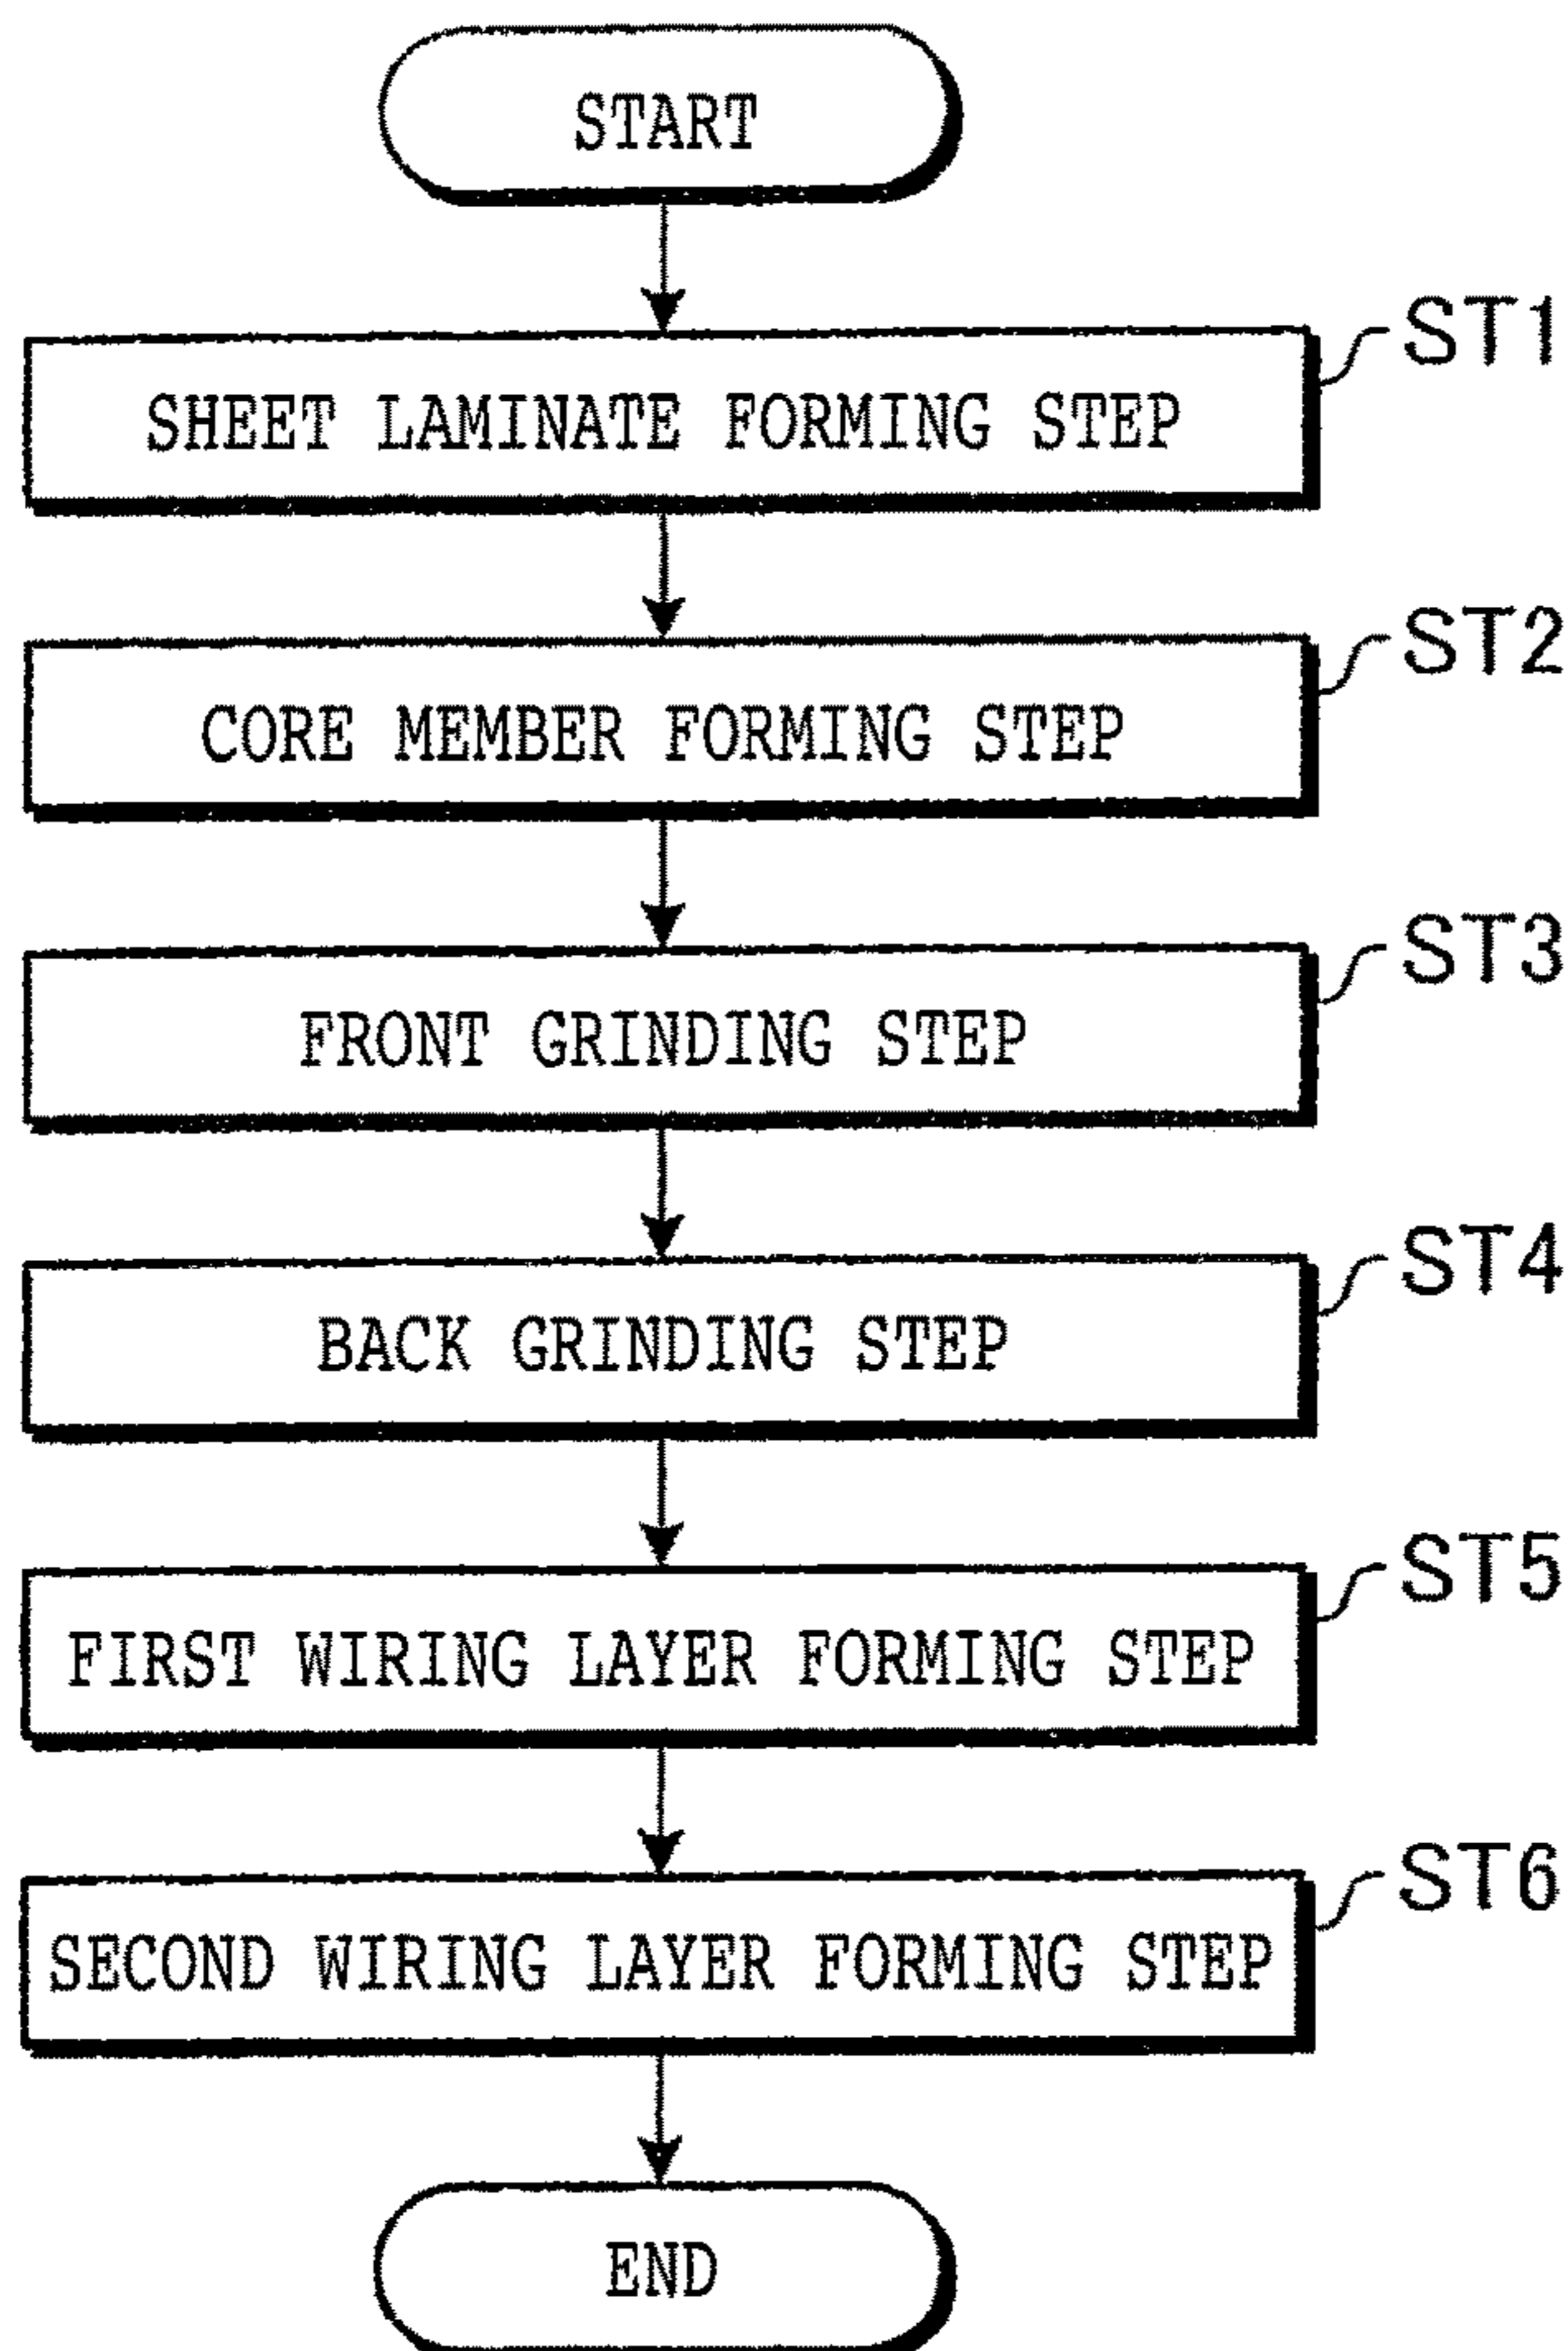 START
ST1
SHEET LAMINATE FORMING STEP
ST2
CORE MEMBER FORMING STEP
ST3
FRONT GRINDING STEP
ST4
BACK GRINDING STEP
ST5
FIRST WIRING LAYER FORMING STEP
ST6
SECOND WIRING LAYER FORMING STEP
END